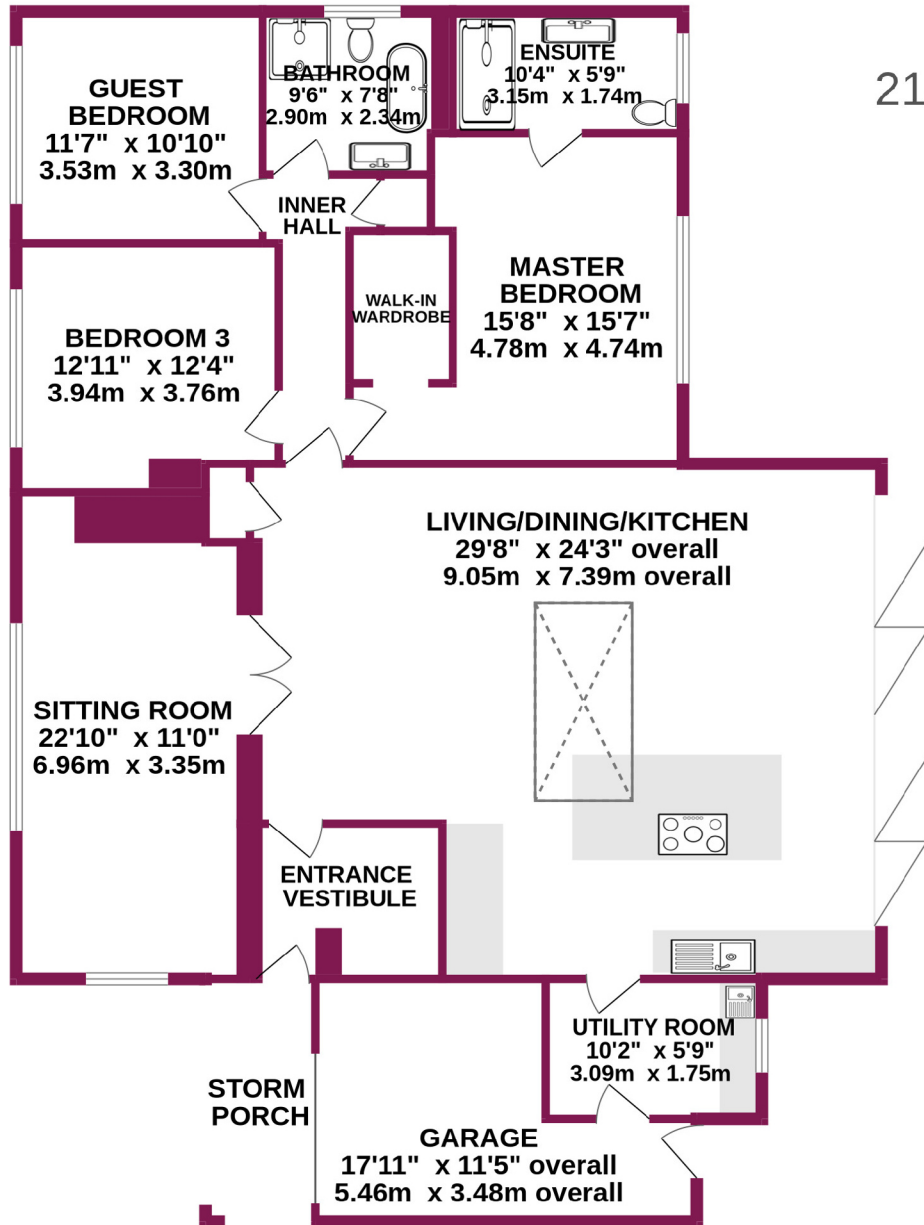 GUEST
BEDROOM
11'7" x 10'10"
3.53m x 3.30m
BATHROOM
9'6" x 7'8"
2.90m x 2.34m
ENSUITE
10'4" x 5'9"
3.15m x 1.74m
21
INNER
HALL
WALK-IN
WARDROBE
MASTER
BEDROOM
15'8" x 15'7"
4.78m x 4.74m
BEDROOM 3
12'11" x 12'4"
3.94m x 3.76m
LIVING/DINING/KITCHEN
29'8" x 24'3" overall
9.05m x 7.39m overall
SITTING ROOM
22'10" x 11'0"
6.96m x 3.35m
ENTRANCE
VESTIBULE
UTILITY ROOM
10'2" x 5'9"
3.09m x 1.75m
STORM
PORCH
GARAGE
17'11" x 11'5" overall
5.46m x 3.48m overall